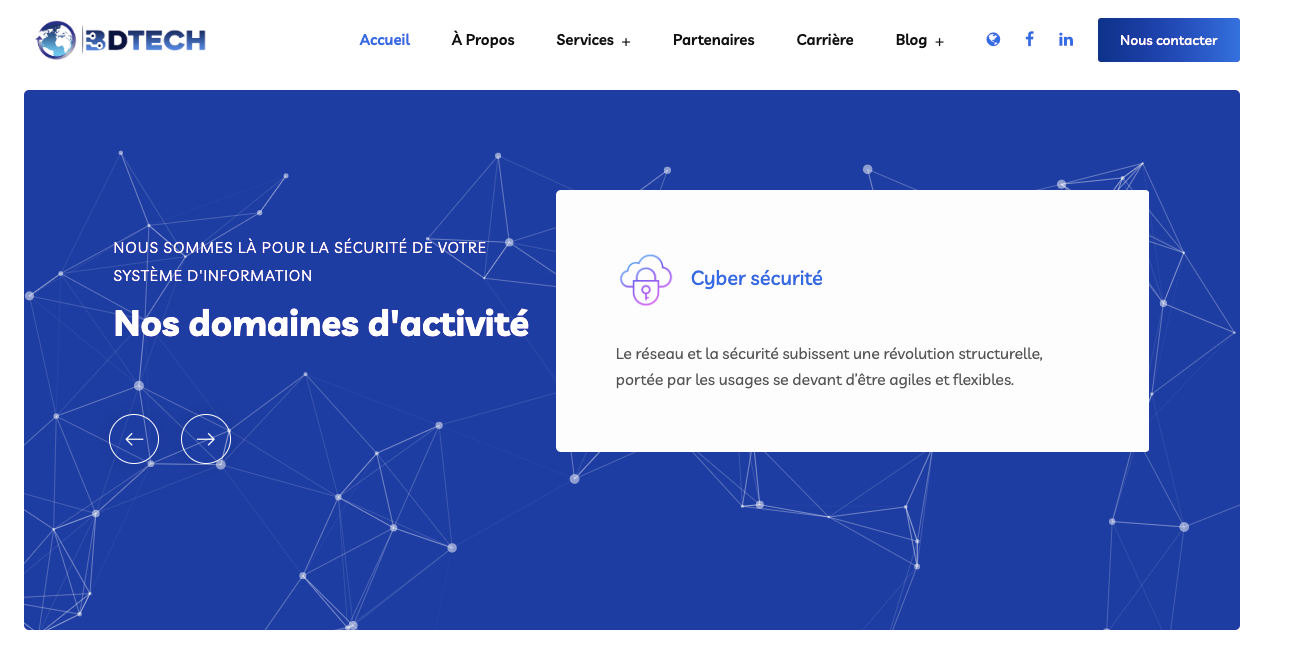 BDTECH
Accueil
À Propos
Services +
Partenaires
Carrière
Blog +
Nous contacter
NOUS SOMMES LÀ POUR LA SÉCURITÉ DE VOTRE
SYSTÈME D'INFORMATION
Nos domaines d'activité
Cyber sécurité
Le réseau et la sécurité subissent une révolution structurelle,
portée par les usages se devant d'être agiles et flexibles.